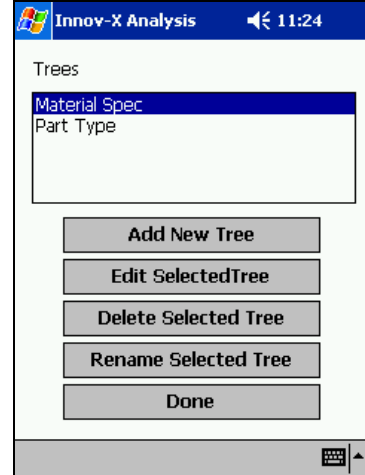 Innov-X Analysis 11:24
Trees
Material Spec
Part Type
Add New Tree
Edit SelectedTree
Delete Selected Tree
Rename Selected Tree
Done